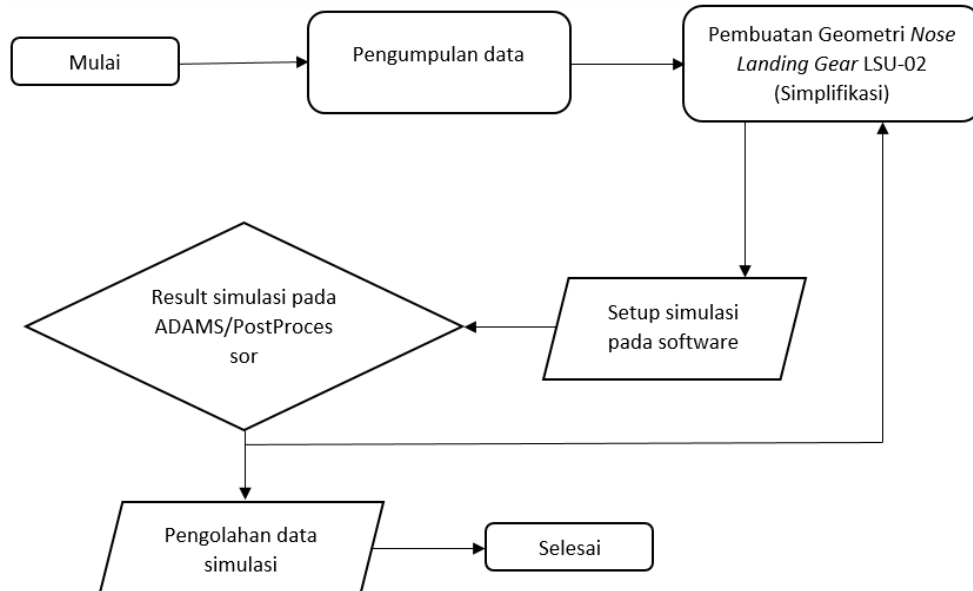 Mulai
Pengumpulan data
Pembuatan Geometri Nose
Landing Gear LSU-02
(Simplifikasi)
Result simulasi pada
ADAMS/PostProces
sor
Setup simulasi
pada software
Pengolahan data
simulasi
Selesai